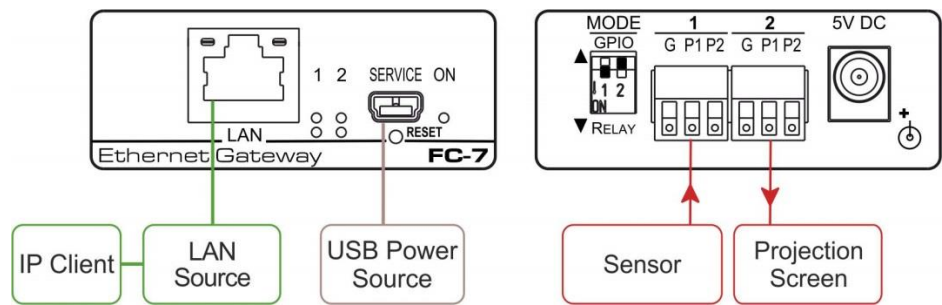 MODE 1 2 5V DC
GPIO G P1 P2 G P1 P2
1 2 SERVICE ON
1 2
ON
LAN RESET
RELAY
+
Ethernet Gateway FC-7
IP Client
LAN
Source
USB Power
Source
Sensor
Projection
Screen